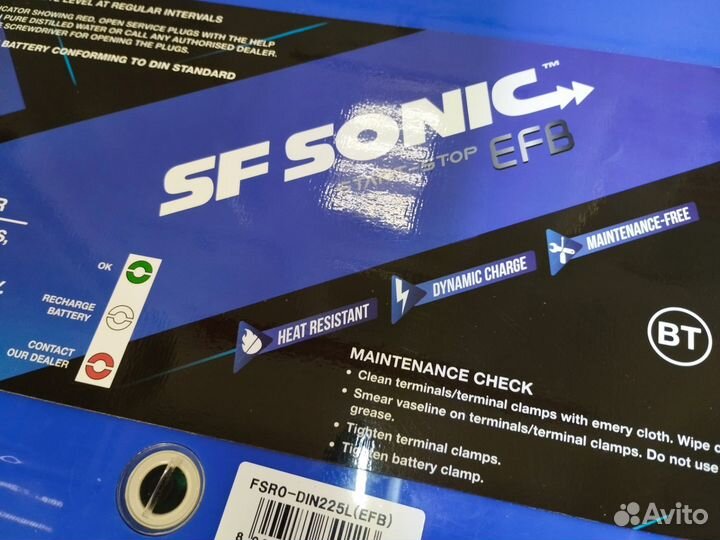 LEVEL AT REGULAR INTERVALS
CATOR SHOWING RED, OPEN SERVICE PLUGS WITH THE HELP
PURE DISTILLED WATER OR CALL ANY AUTHORISED DEALER.
SCREWDRIVER FOR OPENING THE PLUGS.
BATTERY CONFORMING TO DIN STANDARD
SF SONIC™
START-STOP EFB
R
S,
OK
RECHARGE
BATTERY
CONTACT
OUR DEALER
HEAT RESISTANT
DYNAMIC CHARGE
MAINTENANCE-FREE
BT
MAINTENANCE CHECK
• Clean terminals/terminal clamps with emery cloth. Wipe
• Smear vaseline on terminals/terminal clamps. Do not use
grease.
• Tighten terminal clamps.
• Tighten battery clamp.
FSR0-DIN225L(EFB)
Avito